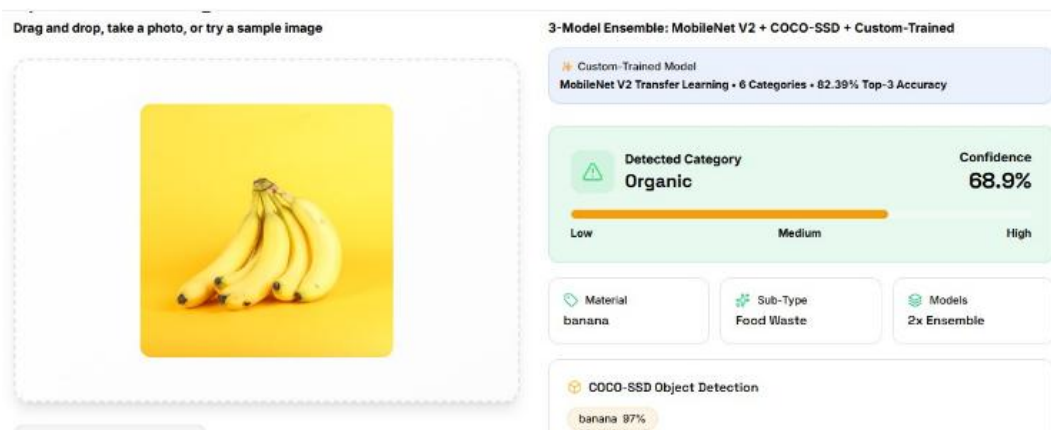 Drag and drop, take a photo, or try a sample image
3-Model Ensemble: MobileNet V2 + COCO-SSD + Custom-Trained
Custom-Trained Model
MobileNet V2 Transfer Learning • 6 Categories • 82.39% Top-3 Accuracy
Detected Category
Organic
Confidence
68.9%
Low Medium High
Material
banana
Sub-Type
Food Waste
Models
2x Ensemble
COCO-SSD Object Detection
banana 97%